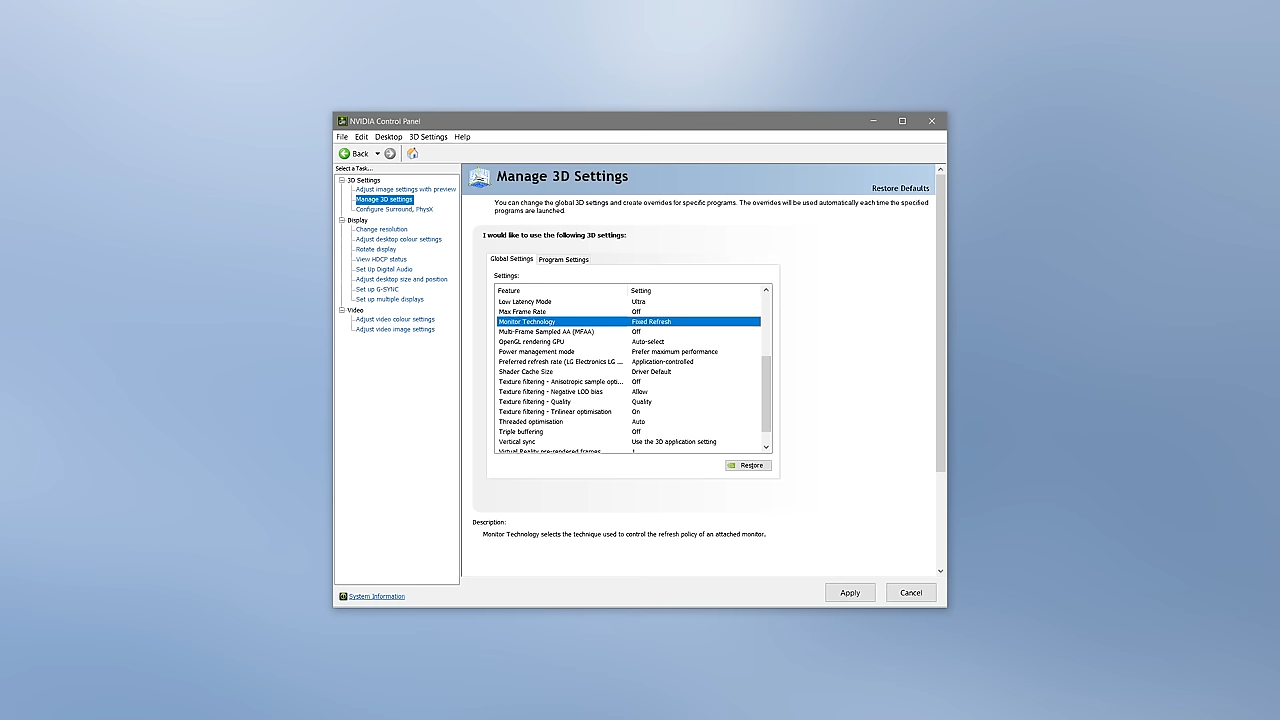 NVIDIA Control Panel
File Edit Desktop 3D Settings Help
Back
Select a Task...
3D Settings
Adjust image settings with preview
Manage 3D settings
Configure Surround, PhysX
Display
Change resolution
Adjust desktop colour settings
Rotate display
View HDCP status
Set Up Digital Audio
Adjust desktop size and position
Set up G-SYNC
Set up multiple displays
Video
Adjust video colour settings
Adjust video image settings
System Information
Manage 3D Settings
Restore Defaults
You can change the global 3D settings and create overrides for specific programs. The overrides will be used automatically each time the specified
programs are launched.
I would like to use the following 3D settings:
Global Settings Program Settings
Settings:
Feature Setting
Low Latency Mode Ultra
Max Frame Rate Off
Monitor Technology Fixed Refresh
Multi-Frame Sampled AA (MFAA) Off
OpenGL rendering GPU Auto-select
Power management mode Prefer maximum performance
Preferred refresh rate (LG Electronics LG ... Application-controlled
Shader Cache Size Driver Default
Texture filtering - Anisotropic sample opti... Off
Texture filtering - Negative LOD bias Allow
Texture filtering - Quality Quality
Texture filtering - Trilinear optimisation On
Threaded optimisation Auto
Triple buffering Off
Vertical sync Use the 3D application setting
Virtual Reality pre-rendered frames 1
Restore
Description:
Monitor Technology selects the technique used to control the refresh policy of an attached monitor.
Apply Cancel